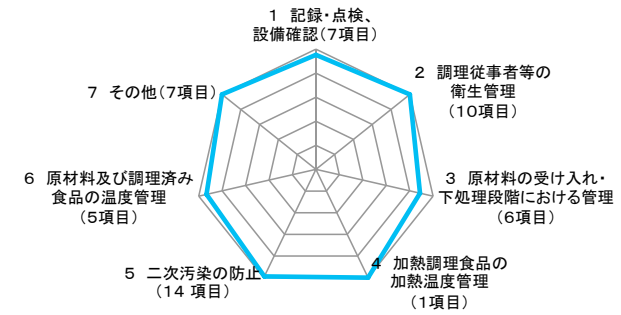 １　記録・点検、
設備確認（７項目）
２　調理従事者等の
衛生管理
（１０項目）
３　原材料の受け入れ・
下処理段階における管理
（６項目）
４　加熱調理食品の
加熱温度管理
（１項目）
５　二次汚染の防止
（１４ 項目）
６　原材料及び調理済み
食品の温度管理
（５項目）
７　その他（７項目）